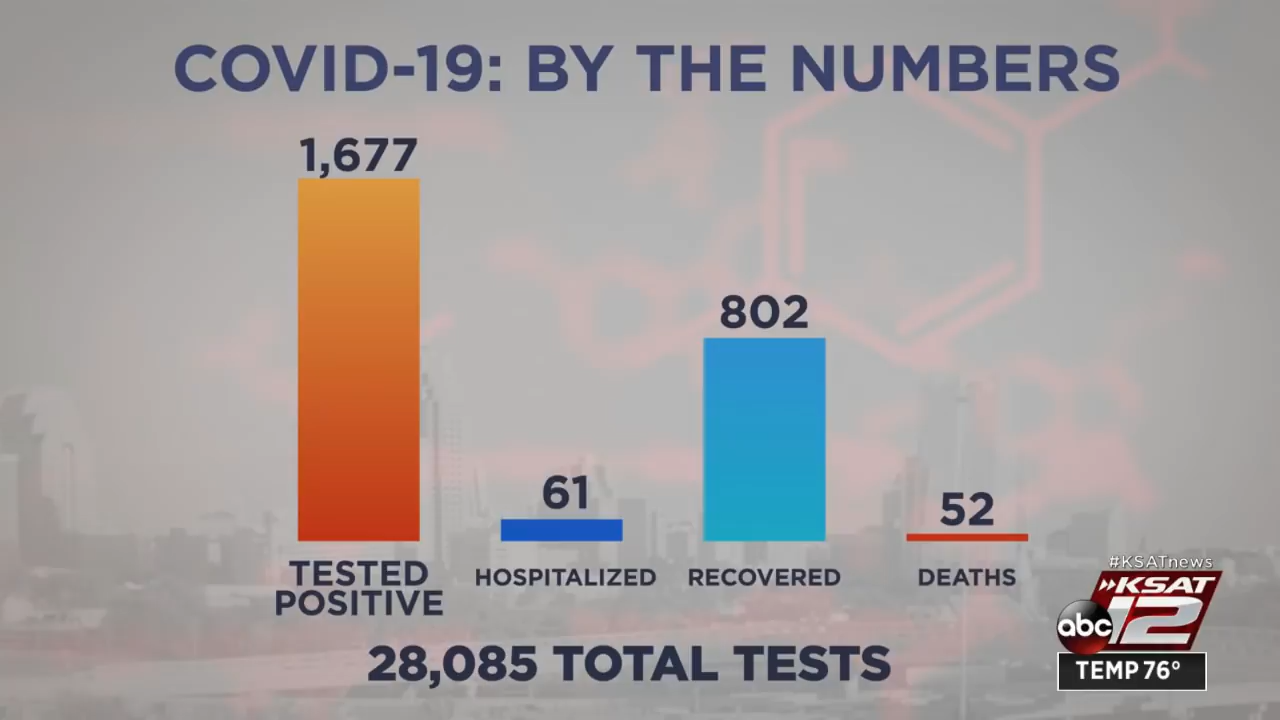 COVID-19: BY THE NUMBERS
1,677
61
802
52
TESTED
POSITIVE
HOSPITALIZED
RECOVERED
DEATHS
28,085 TOTAL TESTS
#KSATnews
KSAT
abc
12
TEMP 76°